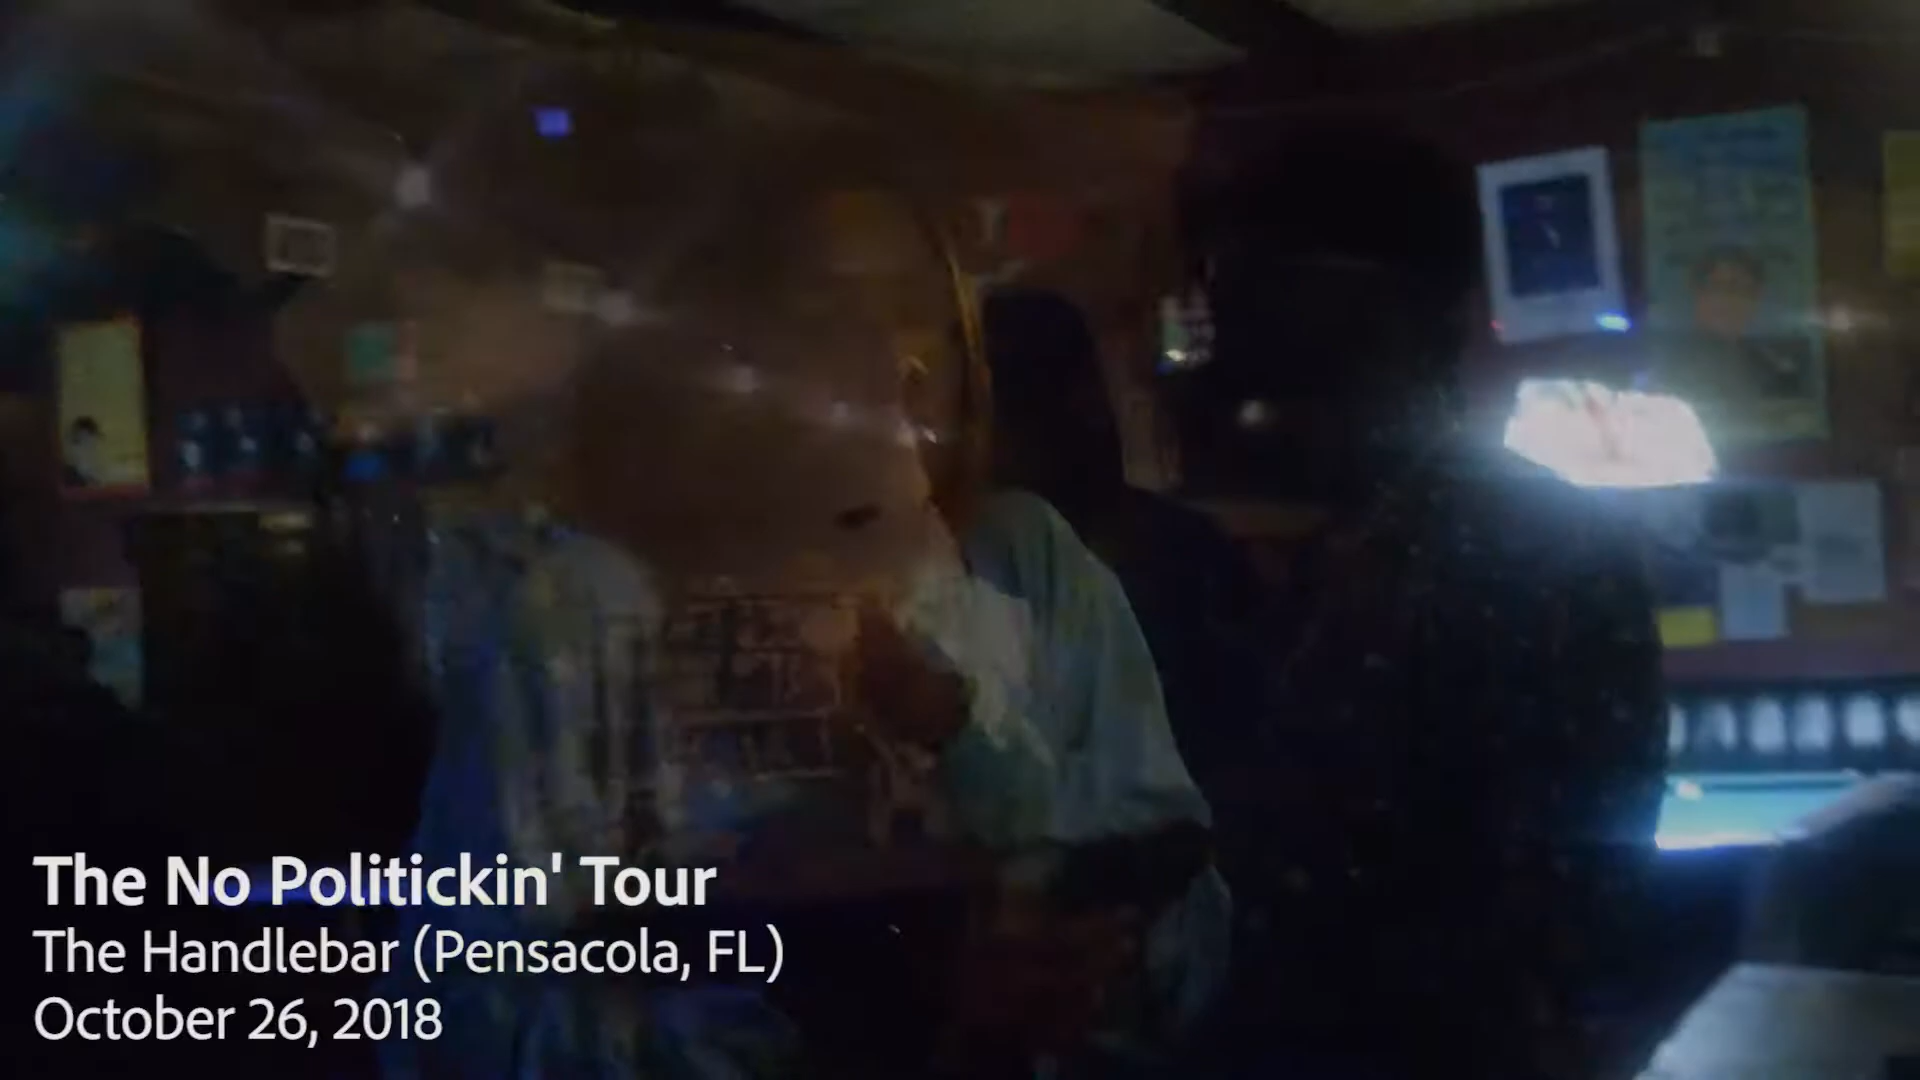 The No Politickin' Tour
The Handlebar (Pensacola, FL)
October 26, 2018